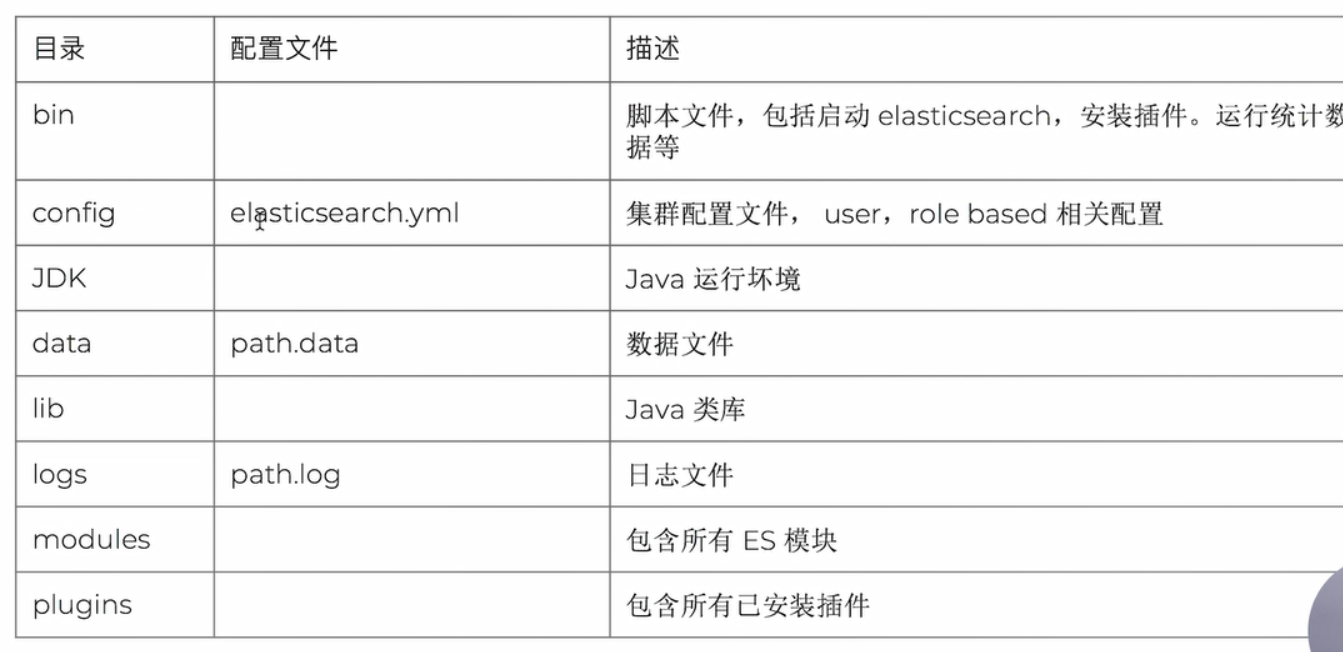 目录 配置文件 描述
bin 脚本文件，包括启动 elasticsearch，安装插件。运行统计数
据等
config elasticsearch.yml 集群配置文件， user，role based 相关配置
JDK Java 运行坏境
data path.data 数据文件
lib Java 类库
logs path.log 日志文件
modules 包含所有 ES 模块
plugins 包含所有已安装插件